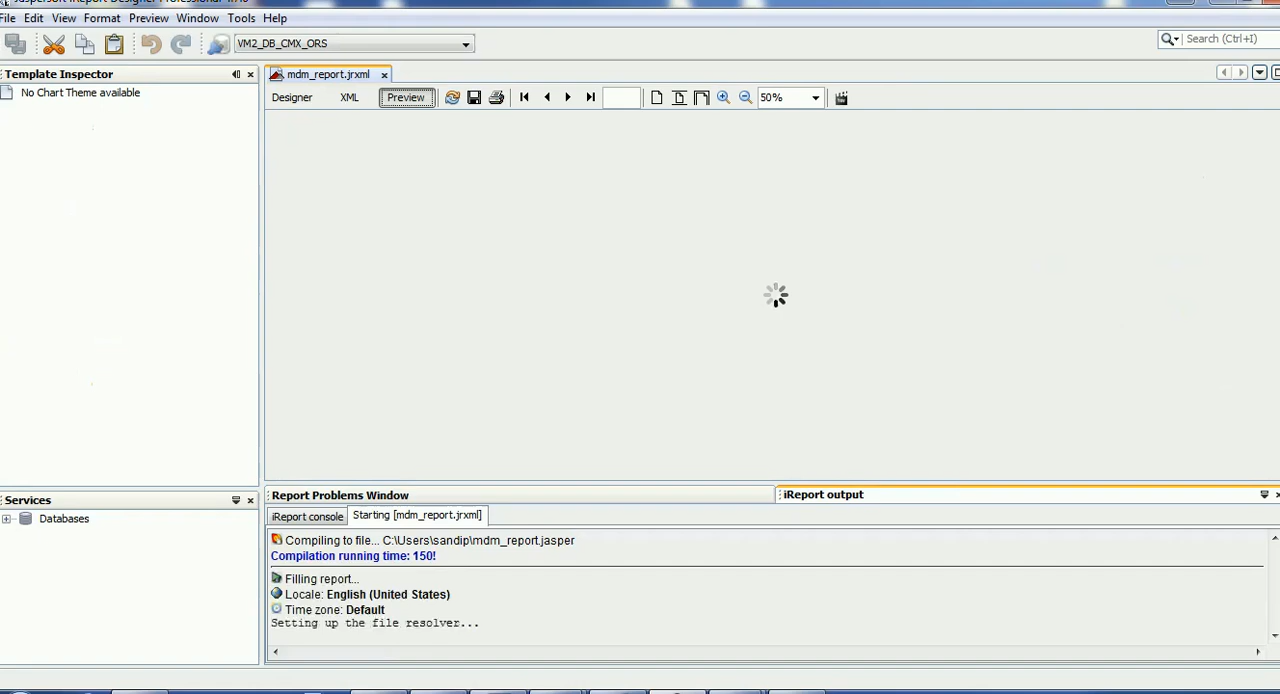 File Edit View Format Preview Window Tools Help
VM2_DB_CMX_ORS
Search (Ctrl+I)
Template Inspector
mdm_report.jrxml
No Chart Theme available
Designer XML Preview
50%
Services
Report Problems Window
iReport output
Databases
iReport console
Starting [mdm_report.jrxml]
Compiling to file... C:\Users\sandip\mdm_report.jasper
Compilation running time: 150!
Filling report...
Locale: English (United States)
Time zone: Default
Setting up the file resolver...